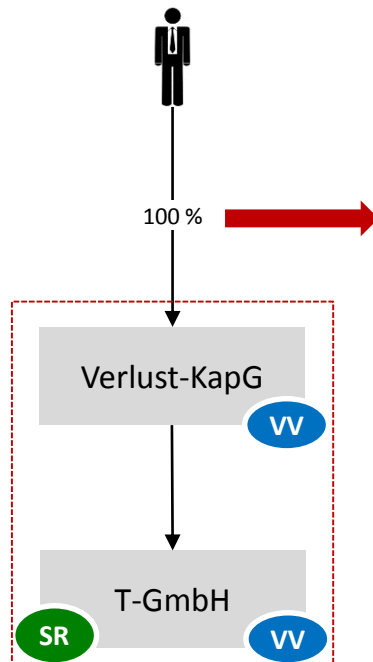 100 %
Verlust-KapG
VV
T-GmbH
SR
VV